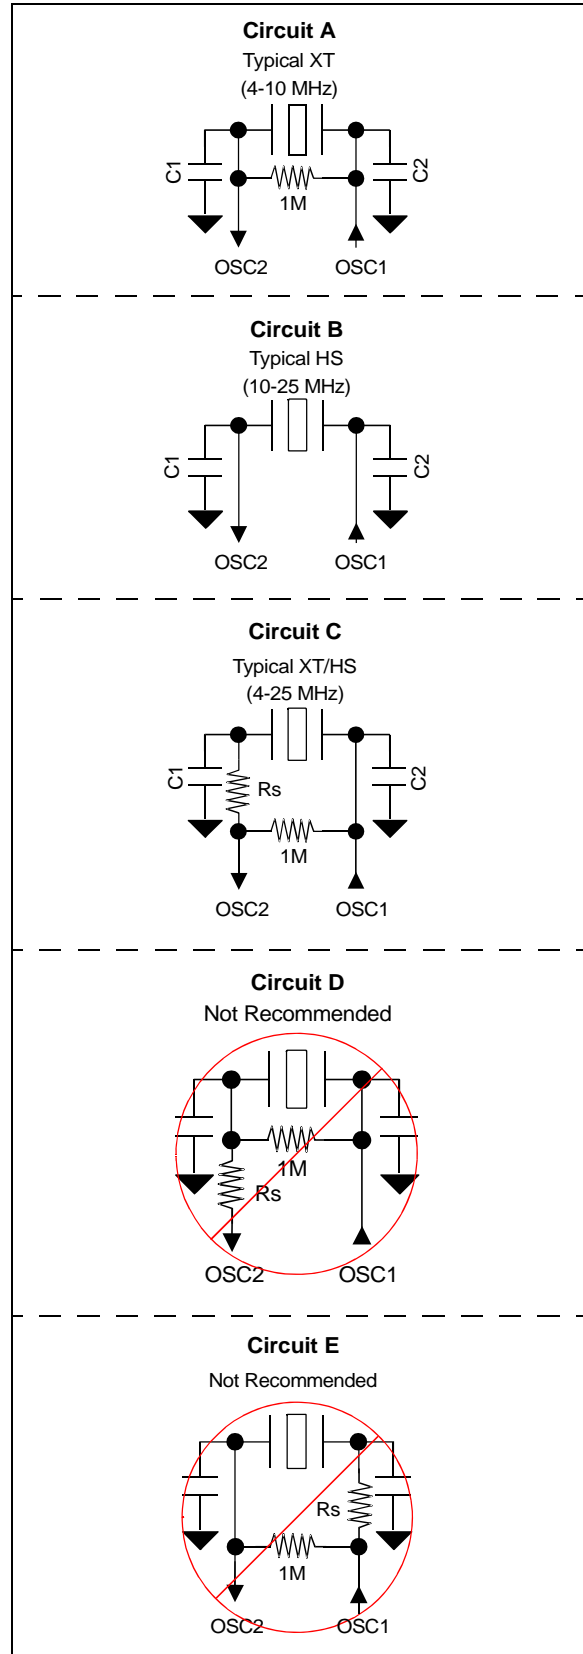 Circuit A
Typical XT
(4-10 MHz)
C1
C2
1M
OSC2 OSC1
Circuit B
Typical HS
(10-25 MHz)
C1
C2
OSC2 OSC1
Circuit C
Typical XT/HS
(4-25 MHz)
C1
Rs
C2
1M
OSC2 OSC1
Circuit D
Not Recommended
1M
Rs
OSC2 OSC1
Circuit E
Not Recommended
Rs
1M
OSC2 OSC1